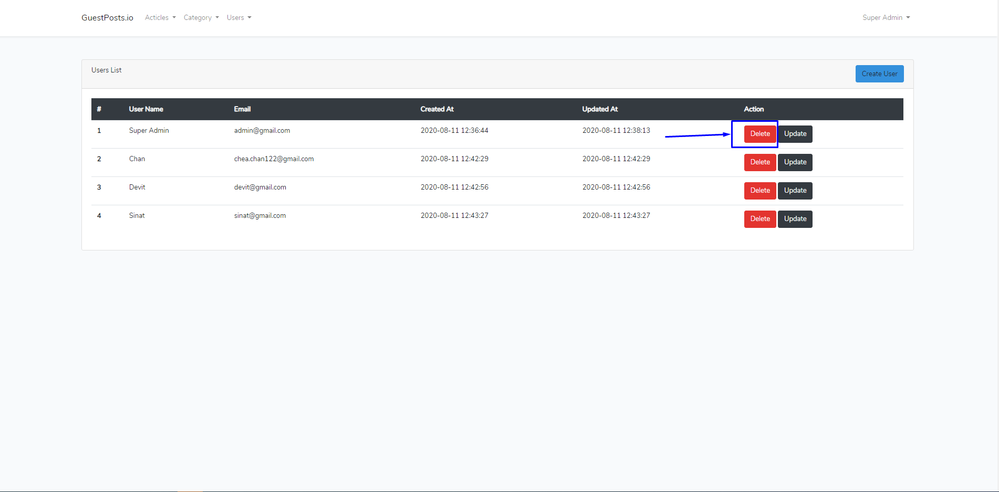 GuestPosts.io Acticles Category Users Super Admin
Users List Create User
# User Name Email Created At Updated At Action
1 Super Admin admin@gmail.com 2020-08-11 12:36:44 2020-08-11 12:38:13 Delete Update
2 Chan chea.chan122@gmail.com 2020-08-11 12:42:29 2020-08-11 12:42:29 Delete Update
3 Devit devit@gmail.com 2020-08-11 12:42:56 2020-08-11 12:42:56 Delete Update
4 Sinat sinat@gmail.com 2020-08-11 12:43:27 2020-08-11 12:43:27 Delete Update